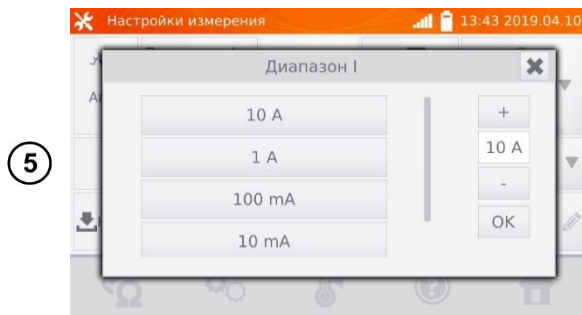 Настройки измерения 13:43 2019.04.10
Диапазон I
10 A +
1 A 10 A
100 mA -
10 mA OK
5